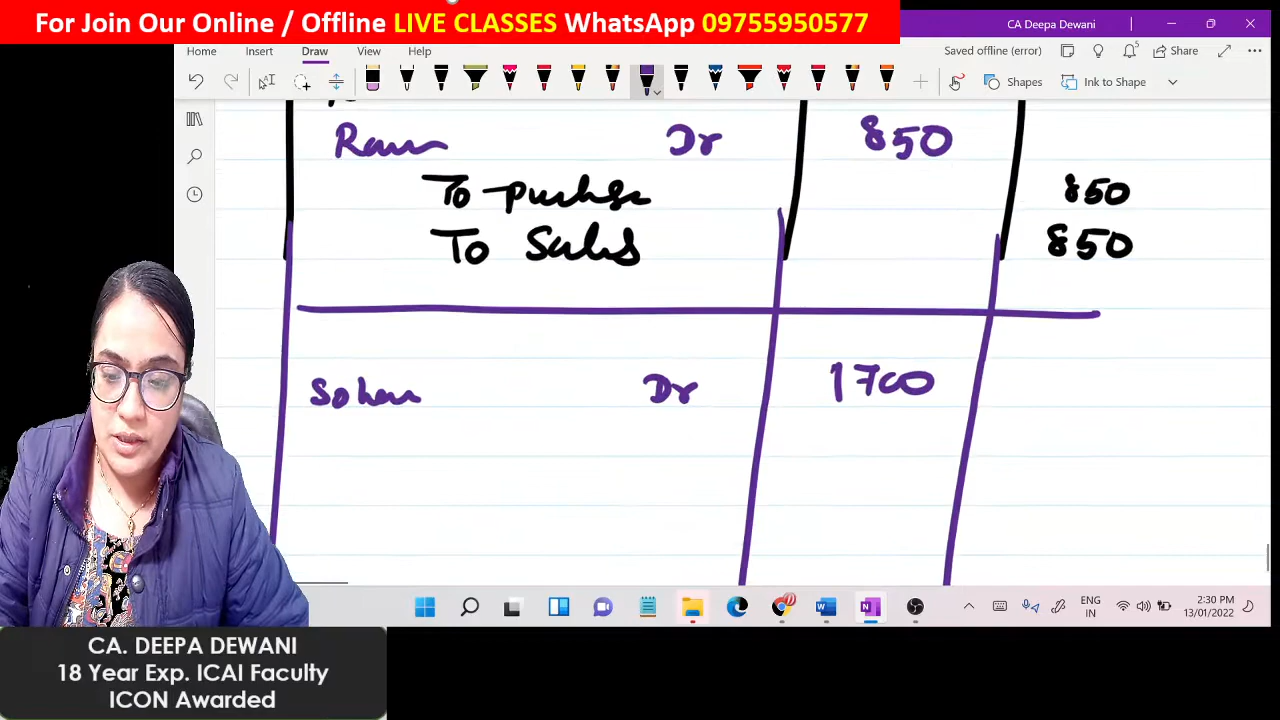 For Join Our Online / Offline LIVE CLASSES WhatsApp 09755950577
CA Deepa Dewani
Home Insert Draw View Help
Saved offline (error)
Share
Shapes
Ink to Shape
Ram Dr 850
To purchase 850
To Sales 850
Sohan Dr 1700
ENG
IN
2:30 PM
13/01/2022
CA. DEEPA DEWANI
18 Year Exp. ICAI Faculty
ICON Awarded